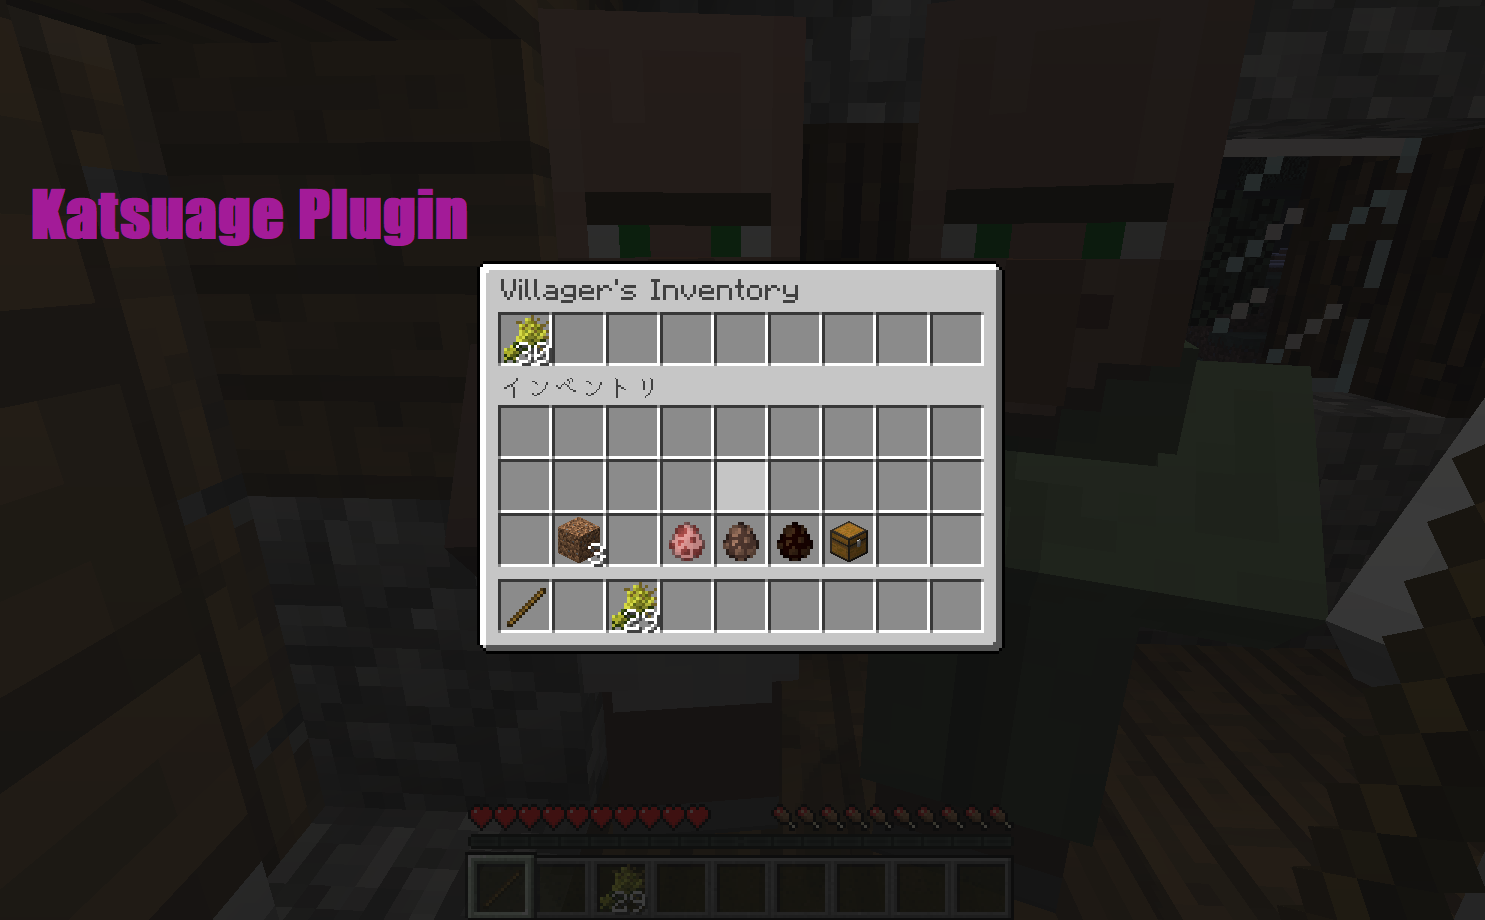 Katsuage Plugin
Villager's Inventory
30
インベントリ
3
29
29